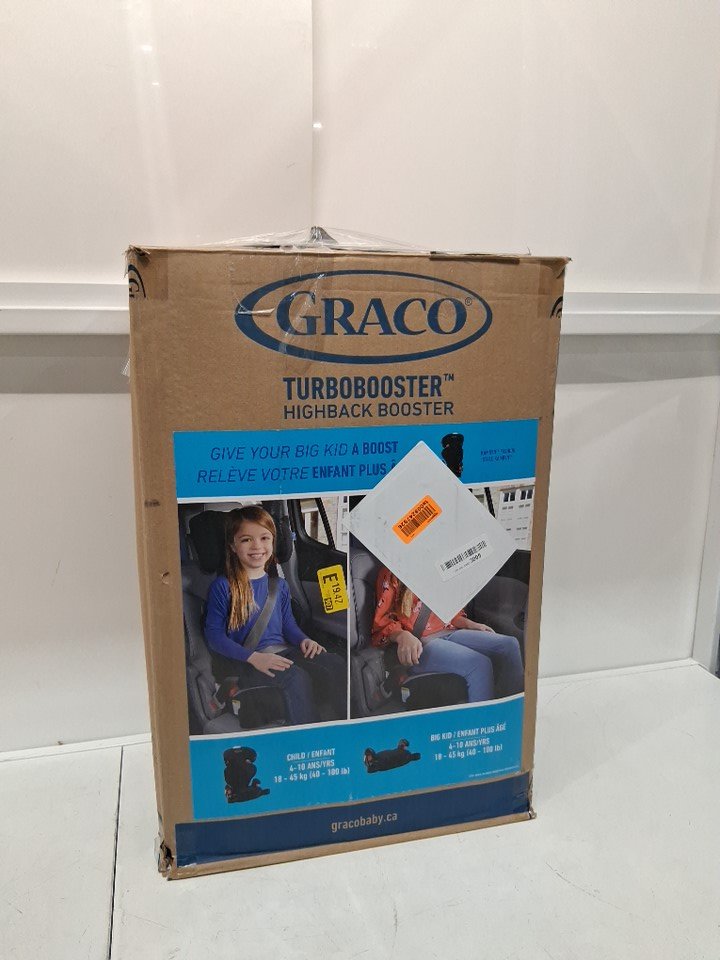 GRACO®
TURBOBOOSTER™
HIGHBACK BOOSTER
GIVE YOUR BIG KID A BOOST
RELÈVE VOTRE ENFANT PLUS
E 19.47
CHILD / ENFANT
4-10 ANS/YRS
18 - 45 kg (40 - 100 lb)
BIG KID / ENFANT PLUS ÂGÉ
4-10 ANS/YRS
18 - 45 kg (40 - 100 lb)
gracobaby.ca